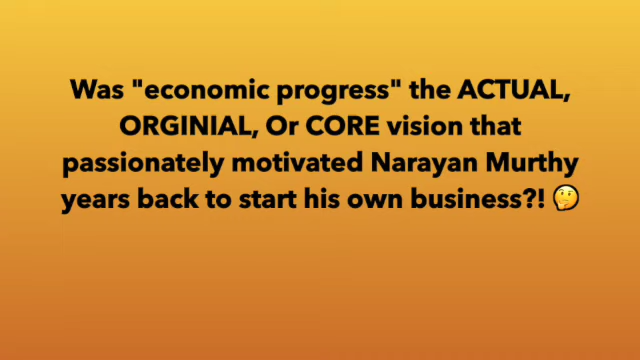 Was "economic progress" the ACTUAL,
ORGINIAL, Or CORE vision that
passionately motivated Narayan Murthy
years back to start his own business?! 🤔